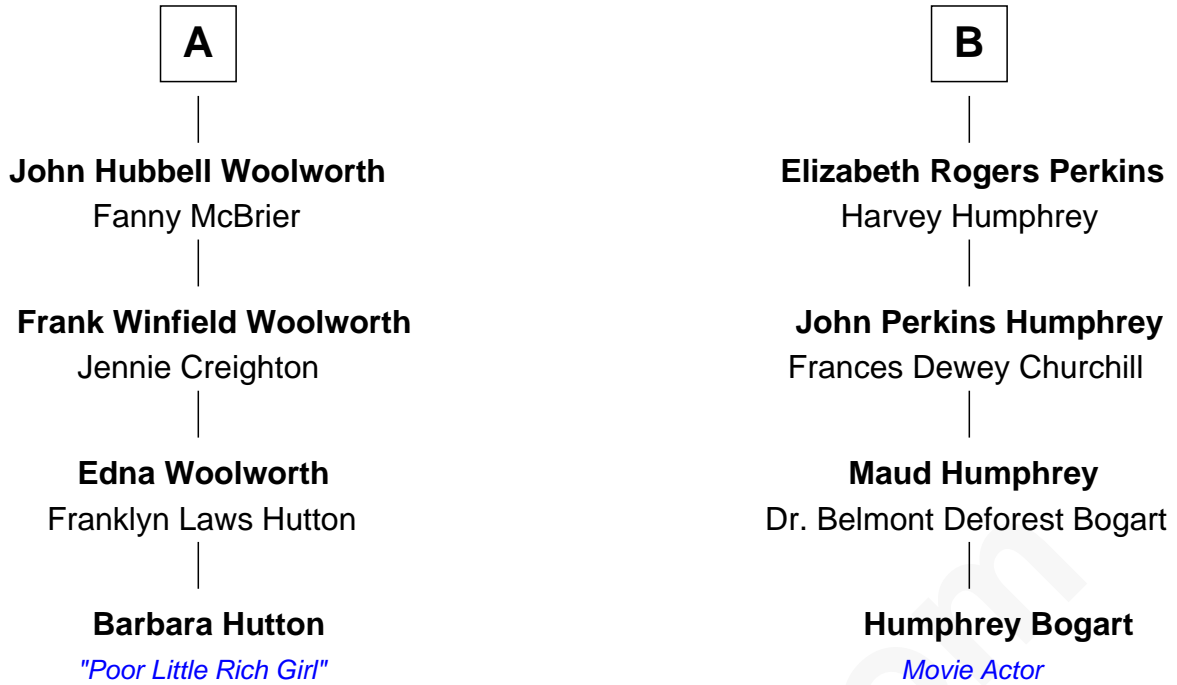 A
John Hubbell Woolworth
Fanny McBrier
Frank Winfield Woolworth
Jennie Creighton
Edna Woolworth
Franklyn Laws Hutton
Barbara Hutton
"Poor Little Rich Girl"
B
Elizabeth Rogers Perkins
Harvey Humphrey
John Perkins Humphrey
Frances Dewey Churchill
Maud Humphrey
Dr. Belmont Deforest Bogart
Humphrey Bogart
Movie Actor